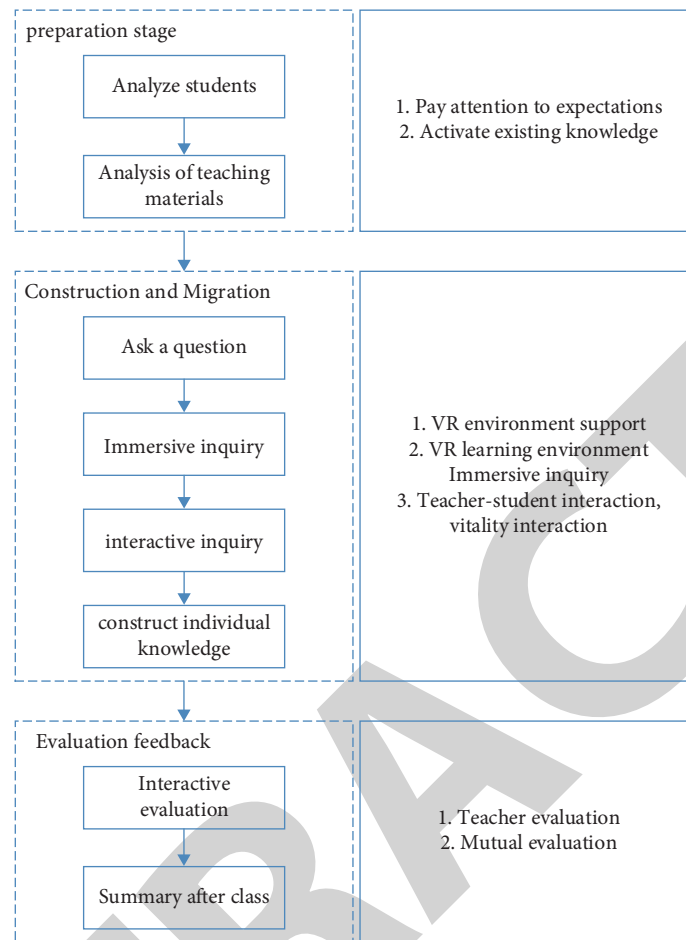 preparation stage
Analyze students
Analysis of teaching
materials
1. Pay attention to expectations
2. Activate existing knowledge
Construction and Migration
Ask a question
Immersive inquiry
interactive inquiry
construct individual
knowledge
1. VR environment support
2. VR learning environment
Immersive inquiry
3. Teacher-student interaction,
vitality interaction
Evaluation feedback
Interactive
evaluation
Summary after class
1. Teacher evaluation
2. Mutual evaluation
RACT